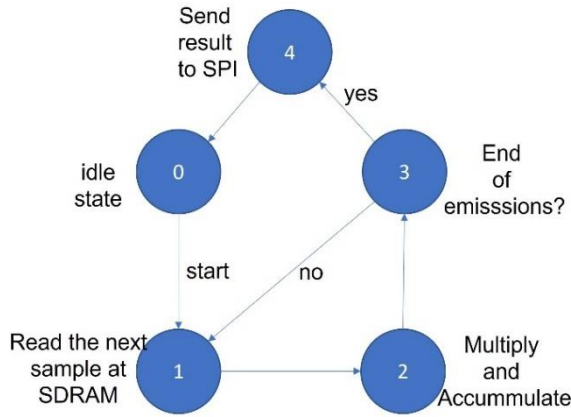 Send
result
to SPI
4
yes
idle
state
0
3
End
of
emisssions?
start
no
Read the next
sample at
SDRAM
1
2
Multiply
and
Accummulate